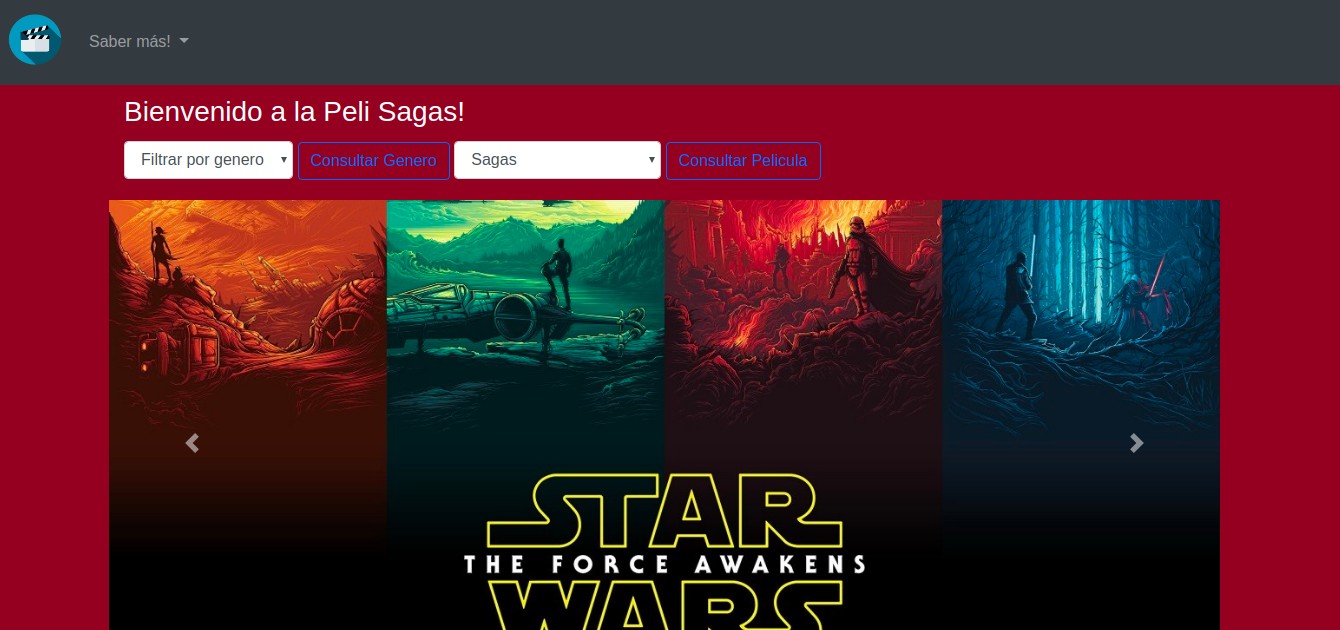 Saber más!
Bienvenido a la Peli Sagas!
Filtrar por genero Consultar Genero Sagas Consultar Pelicula
STAR
THE FORCE AWAKENS
WARS